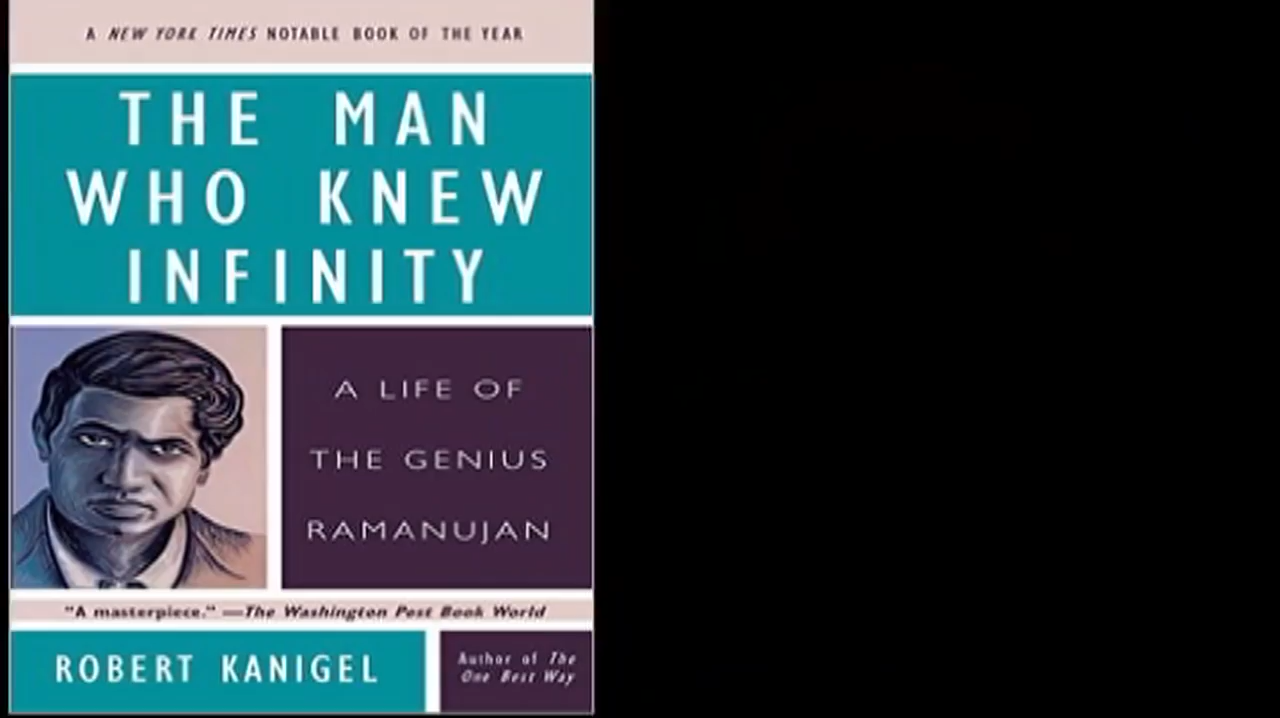 A NEW YORK TIMES NOTABLE BOOK OF THE YEAR
THE MAN
WHO KNEW
INFINITY
A LIFE OF
THE GENIUS
RAMANUJAN
"A masterpiece." —The Washington Post Book World
ROBERT KANIGEL
Author of The
One Best Way